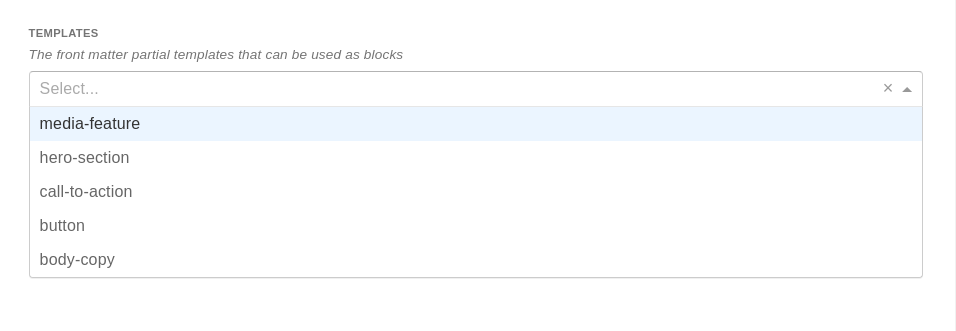 TEMPLATES
The front matter partial templates that can be used as blocks
Select...
media-feature
hero-section
call-to-action
button
body-copy